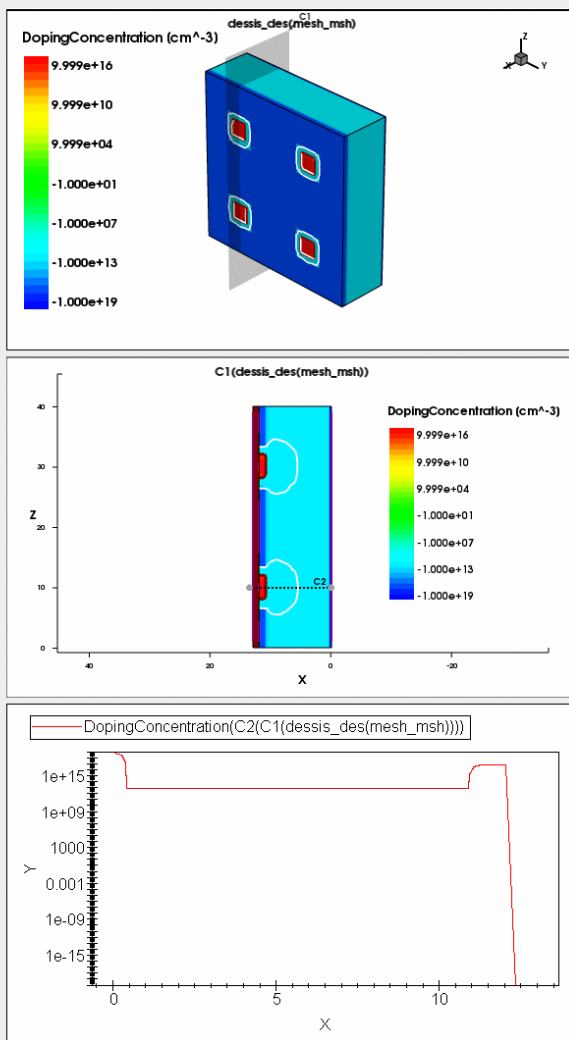 C1
dessis_des(mesh_msh)
DopingConcentration (cm^-3)
9.999e+16
9.999e+10
9.999e+04
-1.000e+01
-1.000e+07
-1.000e+13
-1.000e+19
Z
X
Y
C1(dessis_des(mesh_msh))
DopingConcentration (cm^-3)
9.999e+16
9.999e+10
9.999e+04
-1.000e+01
-1.000e+07
-1.000e+13
-1.000e+19
40
30
20
10
0
Z
C2
40
20
0
-20
X
DopingConcentration(C2(C1(dessis_des(mesh_msh))))
1e+15
1e+09
1000
0.001
1e-09
1e-15
Y
0
5
10
X